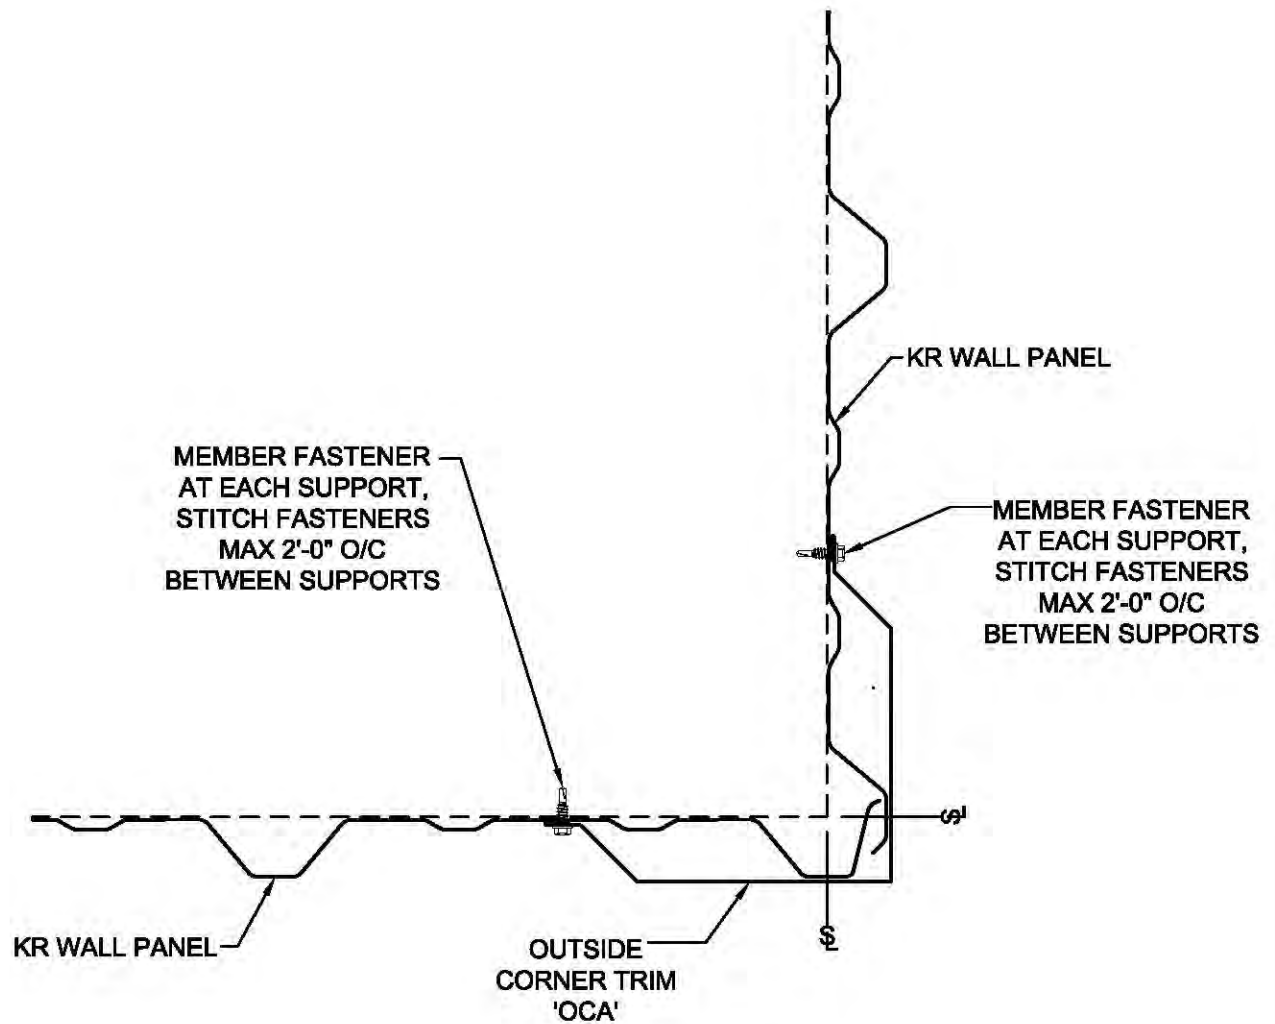 KR WALL PANEL
MEMBER FASTENER
AT EACH SUPPORT,
STITCH FASTENERS
MAX 2'-0" O/C
BETWEEN SUPPORTS
MEMBER FASTENER
AT EACH SUPPORT,
STITCH FASTENERS
MAX 2'-0" O/C
BETWEEN SUPPORTS
KR WALL PANEL
OUTSIDE
CORNER TRIM
'OCA'